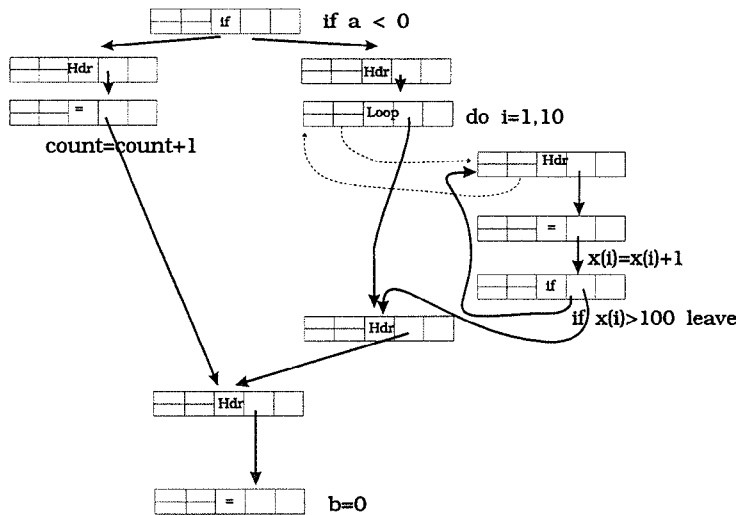 if
if a < 0
Hdr
Hdr
=
count=count+1
Loop
do i=1,10
Hdr
=
x(i)=x(i)+1
if
if x(i)>100 leave
Hdr
Hdr
=
b=0